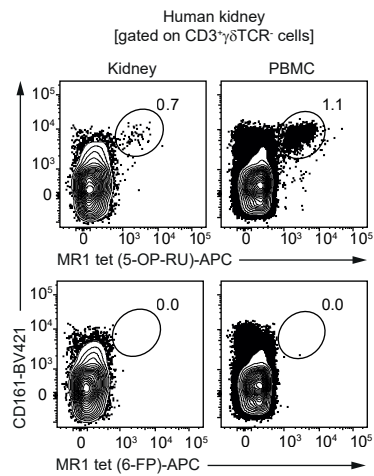 Human kidney
[gated on CD3⁺γδTCR⁻ cells]
Kidney PBMC
0.7 1.1
10⁵ 10⁴ 10³ 0
0 10³ 10⁴ 10⁵ 0 10³ 10⁴ 10⁵
MR1 tet (5-OP-RU)-APC
0.0 0.0
10⁵ 10⁴ 10³ 0
0 10³ 10⁴ 10⁵ 0 10³ 10⁴ 10⁵
CD161-BV421
MR1 tet (6-FP)-APC